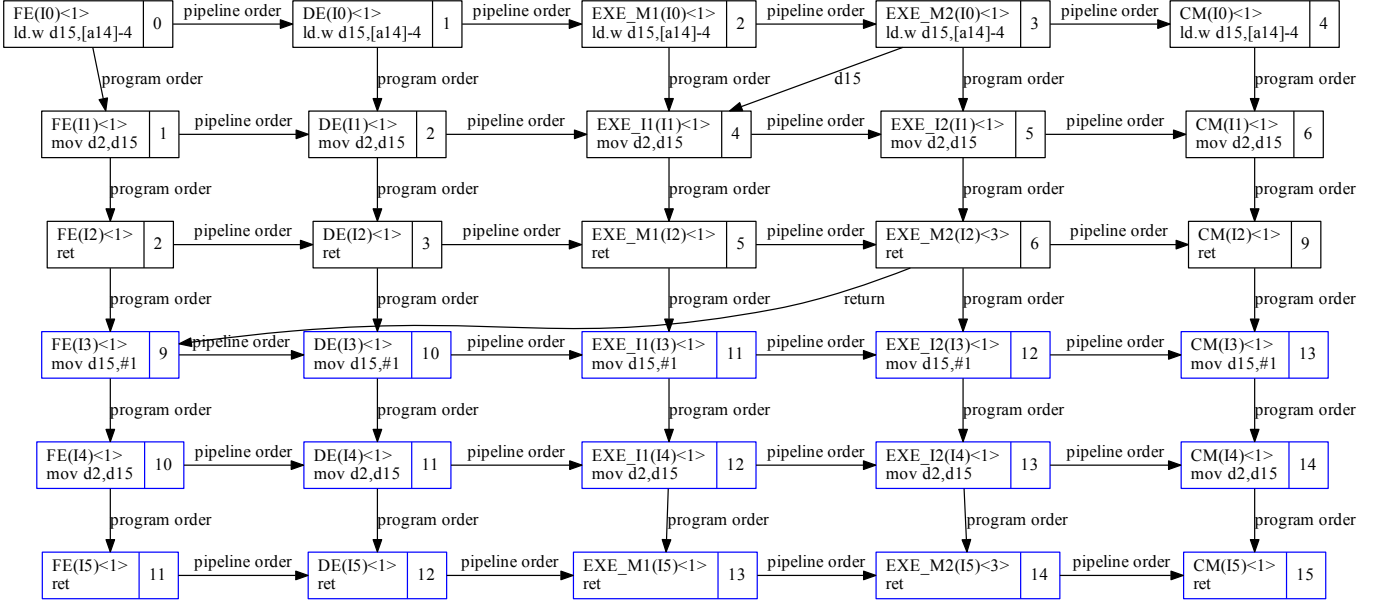 FE(I0)<1> 0 pipeline order DE(I0)<1> 1 pipeline order EXE_M1(I0)<1> 2 pipeline order EXE_M2(I0)<1> 3 pipeline order CM(I0)<1> 4
ld.w d15,[a14]-4 ld.w d15,[a14]-4 ld.w d15,[a14]-4 ld.w d15,[a14]-4 ld.w d15,[a14]-4
program order program order program order d15 program order program order
FE(I1)<1> 1 pipeline order DE(I1)<1> 2 pipeline order EXE_I1(I1)<1> 4 pipeline order EXE_I2(I1)<1> 5 pipeline order CM(I1)<1> 6
mov d2,d15 mov d2,d15 mov d2,d15 mov d2,d15 mov d2,d15
program order program order program order program order program order
FE(I2)<1> 2 pipeline order DE(I2)<1> 3 pipeline order EXE_M1(I2)<1> 5 pipeline order EXE_M2(I2)<3> 6 pipeline order CM(I2)<1> 9
ret ret ret ret ret
program order program order program order return program order program order
FE(I3)<1> 9 pipeline order DE(I3)<1> 10 pipeline order EXE_I1(I3)<1> 11 pipeline order EXE_I2(I3)<1> 12 pipeline order CM(I3)<1> 13
mov d15,#1 mov d15,#1 mov d15,#1 mov d15,#1 mov d15,#1
program order program order program order program order program order
FE(I4)<1> 10 pipeline order DE(I4)<1> 11 pipeline order EXE_I1(I4)<1> 12 pipeline order EXE_I2(I4)<1> 13 pipeline order CM(I4)<1> 14
mov d2,d15 mov d2,d15 mov d2,d15 mov d2,d15 mov d2,d15
program order program order program order program order program order
FE(I5)<1> 11 pipeline order DE(I5)<1> 12 pipeline order EXE_M1(I5)<1> 13 pipeline order EXE_M2(I5)<3> 14 pipeline order CM(I5)<1> 15
ret ret ret ret ret